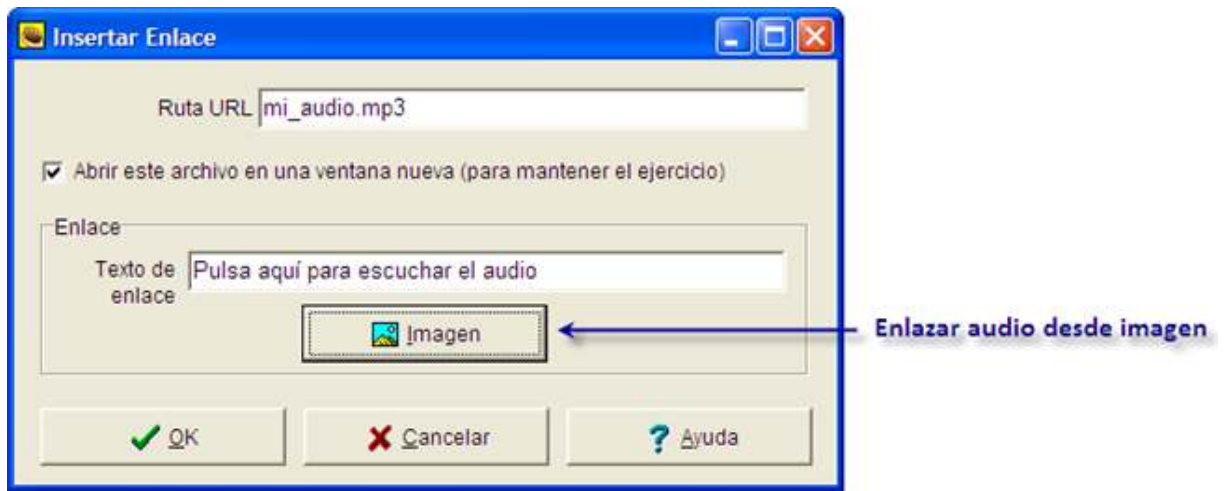 Insertar Enlace
Ruta URL mi_audio.mp3
Abrir este archivo en una ventana nueva (para mantener el ejercicio)
Enlace
Texto de enlace
Pulsa aquí para escuchar el audio
Imagen
Enlazar audio desde imagen
OK
Cancelar
Ayuda